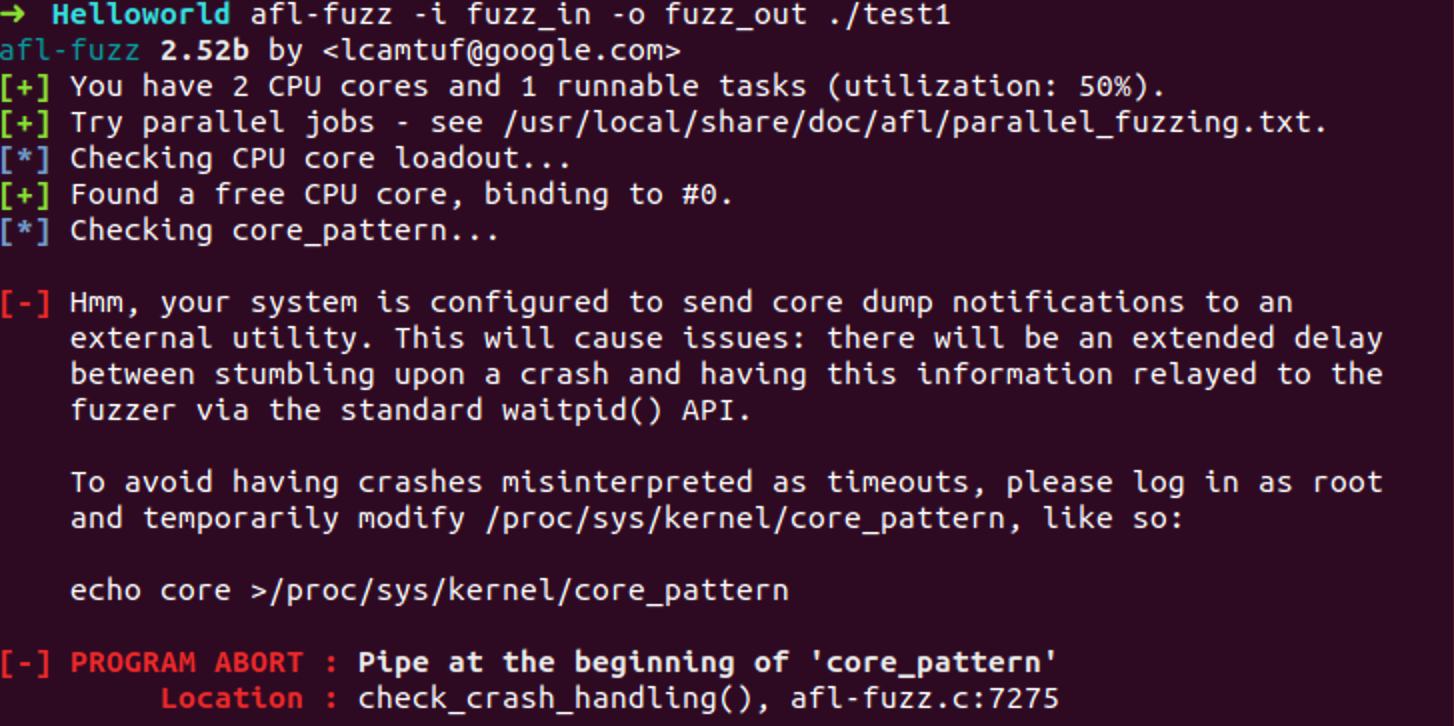 ➜ Helloworld afl-fuzz -i fuzz_in -o fuzz_out ./test1
afl-fuzz 2.52b by <lcamtuf@google.com>
[+] You have 2 CPU cores and 1 runnable tasks (utilization: 50%).
[+] Try parallel jobs - see /usr/local/share/doc/afl/parallel_fuzzing.txt.
[*] Checking CPU core loadout...
[+] Found a free CPU core, binding to #0.
[*] Checking core_pattern...
[-] Hmm, your system is configured to send core dump notifications to an
external utility. This will cause issues: there will be an extended delay
between stumbling upon a crash and having this information relayed to the
fuzzer via the standard waitpid() API.
To avoid having crashes misinterpreted as timeouts, please log in as root
and temporarily modify /proc/sys/kernel/core_pattern, like so:
echo core >/proc/sys/kernel/core_pattern
[-] PROGRAM ABORT : Pipe at the beginning of 'core_pattern'
Location : check_crash_handling(), afl-fuzz.c:7275